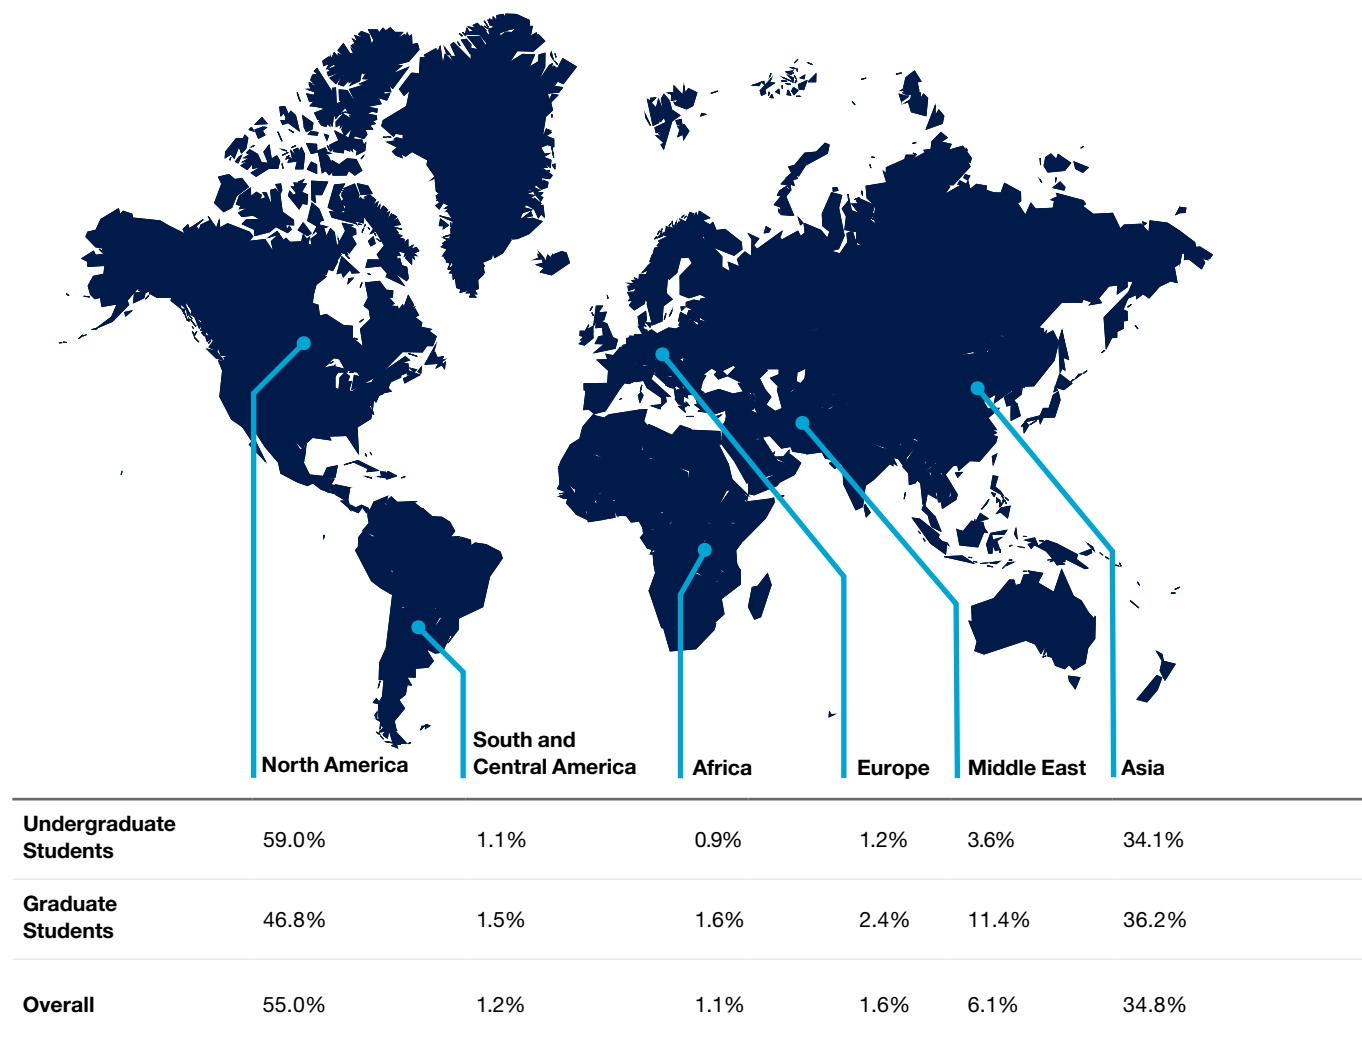 North America
South and
Central America
Africa
Europe
Middle East
Asia
Undergraduate
Students
59.0%
1.1%
0.9%
1.2%
3.6%
34.1%
Graduate
Students
46.8%
1.5%
1.6%
2.4%
11.4%
36.2%
Overall
55.0%
1.2%
1.1%
1.6%
6.1%
34.8%